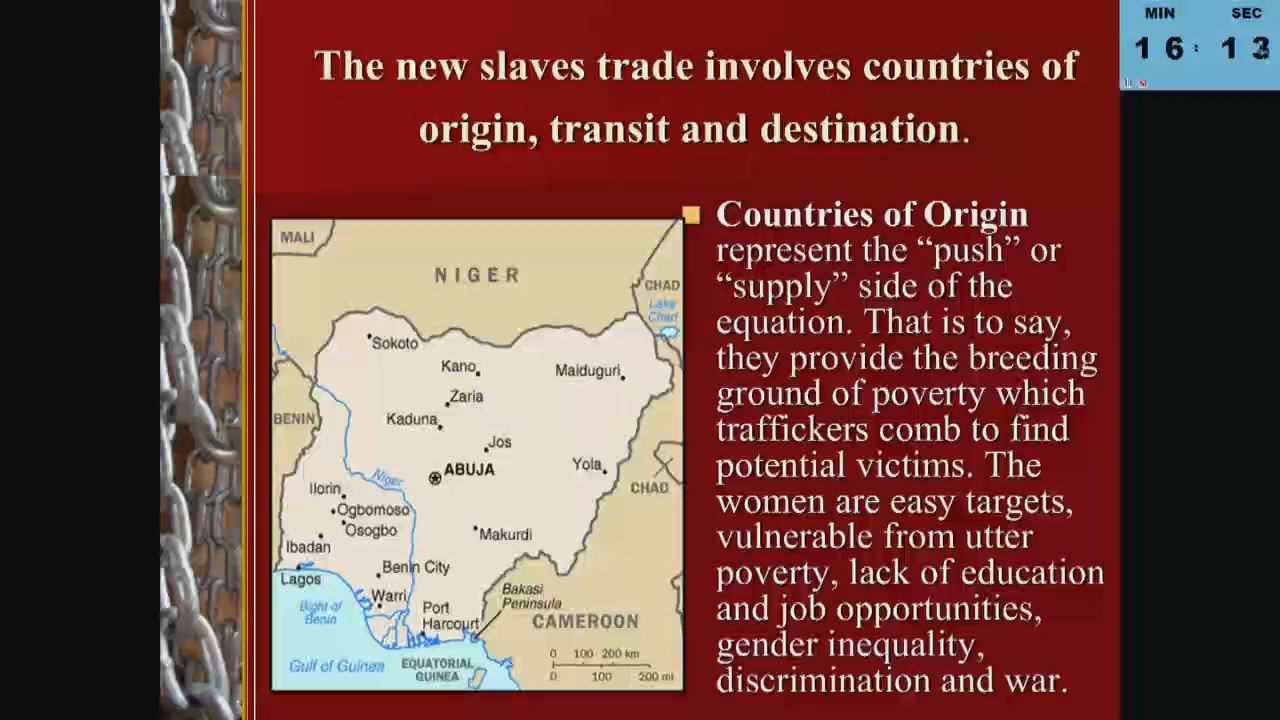 MIN SEC
16:13
The new slaves trade involves countries of
origin, transit and destination.
Countries of Origin
represent the “push” or
“supply” side of the
equation. That is to say,
they provide the breeding
ground of poverty which
traffickers comb to find
potential victims. The
women are easy targets,
vulnerable from utter
poverty, lack of education
and job opportunities,
gender inequality,
discrimination and war.
MALI
NIGER
CHAD
Lake
Chad
Sokoto
Kano
Maiduguri
Zaria
BENIN
Kaduna
Jos
ABUJA
Yola
Niger
CHAD
Ilorin
Ogbomoso
Osogbo
Makurdi
Ibadan
Benin City
Lagos
Warri
Bakasi
Peninsula
Bight of
Benin
Port
Harcourt
CAMEROON
Gulf of Guinea
EQUATORIAL
GUINEA
0 100 200 km
0 100 200 mi